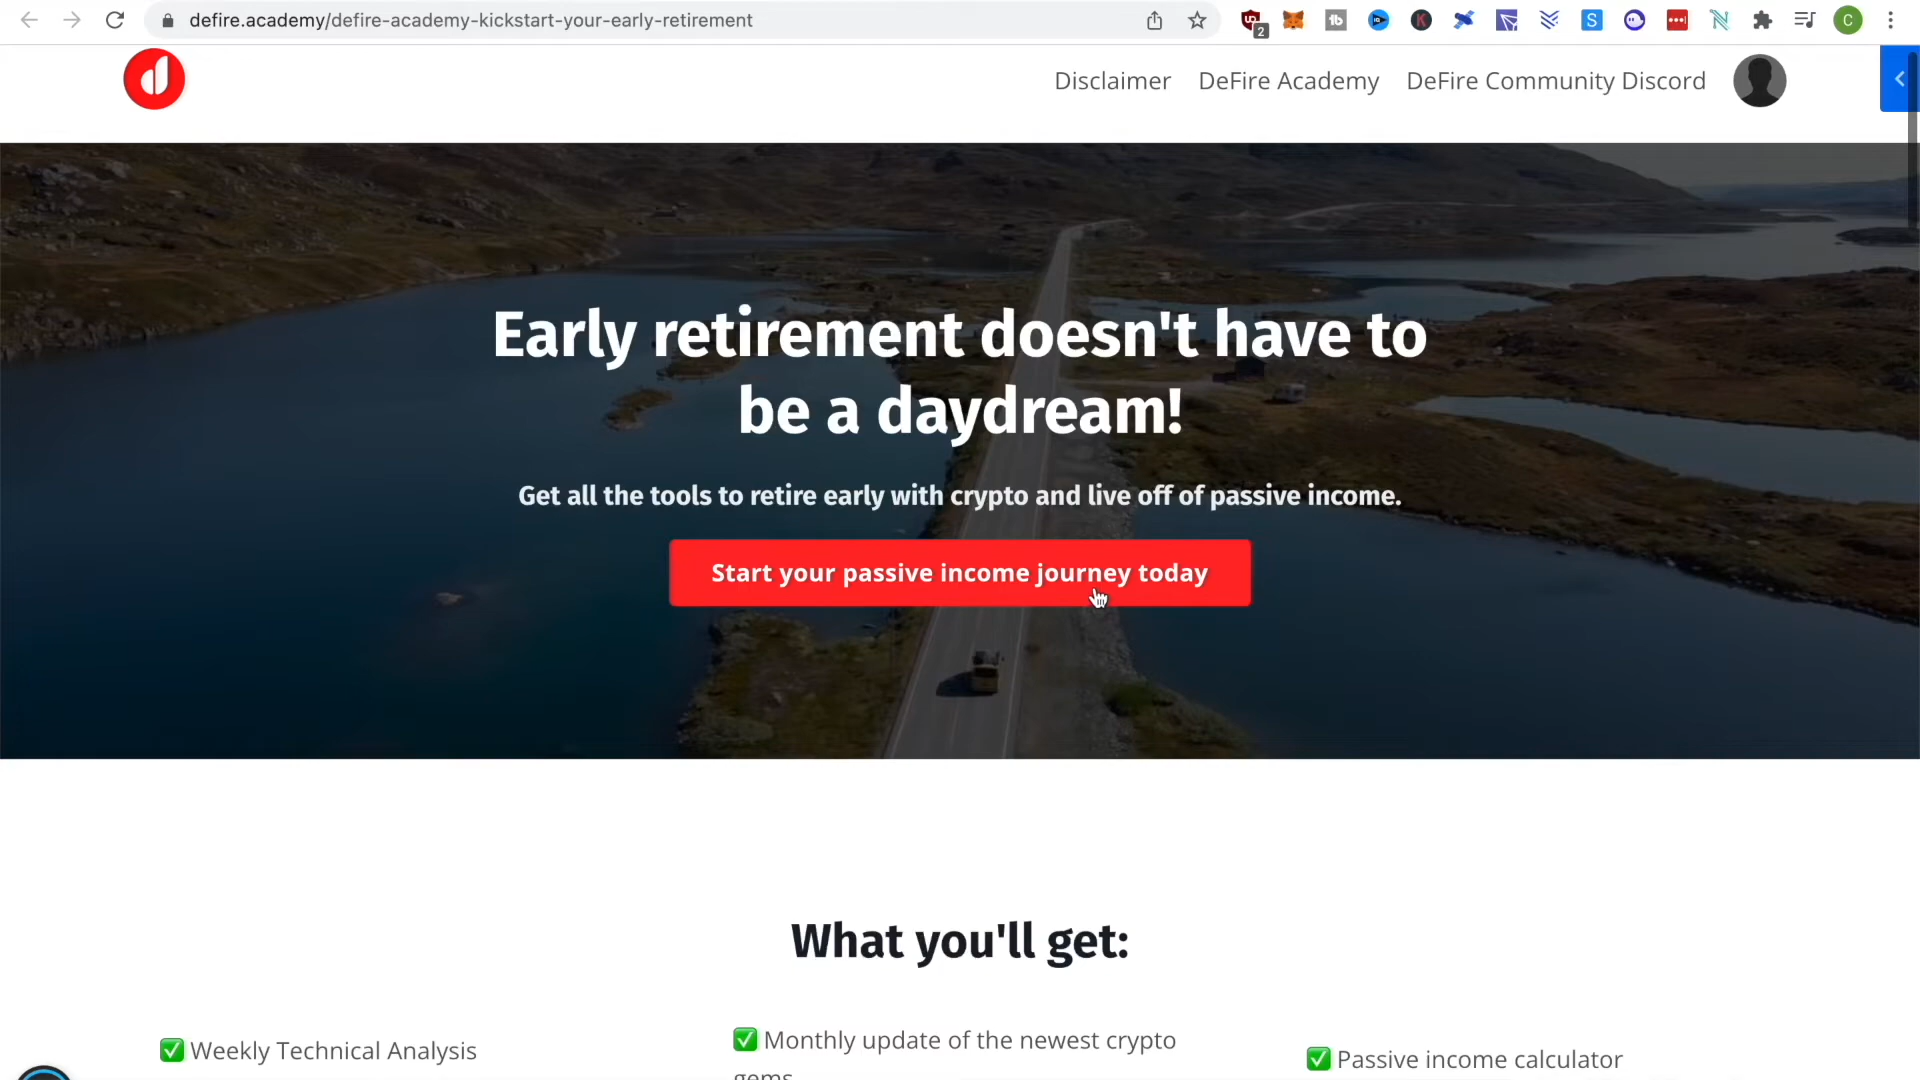 defire.academy/defire-academy-kickstart-your-early-retirement
2
C
Disclaimer DeFire Academy DeFire Community Discord
Early retirement doesn't have to
be a daydream!
Get all the tools to retire early with crypto and live off of passive income.
Start your passive income journey today
What you'll get:
✅ Weekly Technical Analysis
✅ Monthly update of the newest crypto
gems
✅ Passive income calculator